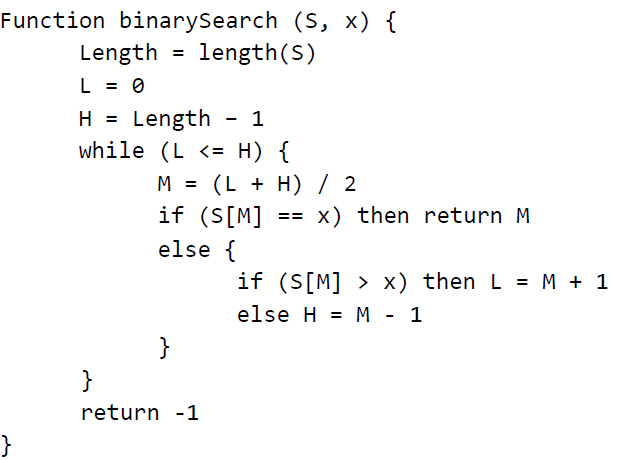 Function binarySearch (S, x) {
Length = length(S)
L = 0
H = Length – 1
while (L <= H) {
M = (L + H) / 2
if (S[M] == x) then return M
else {
if (S[M] > x) then L = M + 1
else H = M - 1
}
}
return -1
}